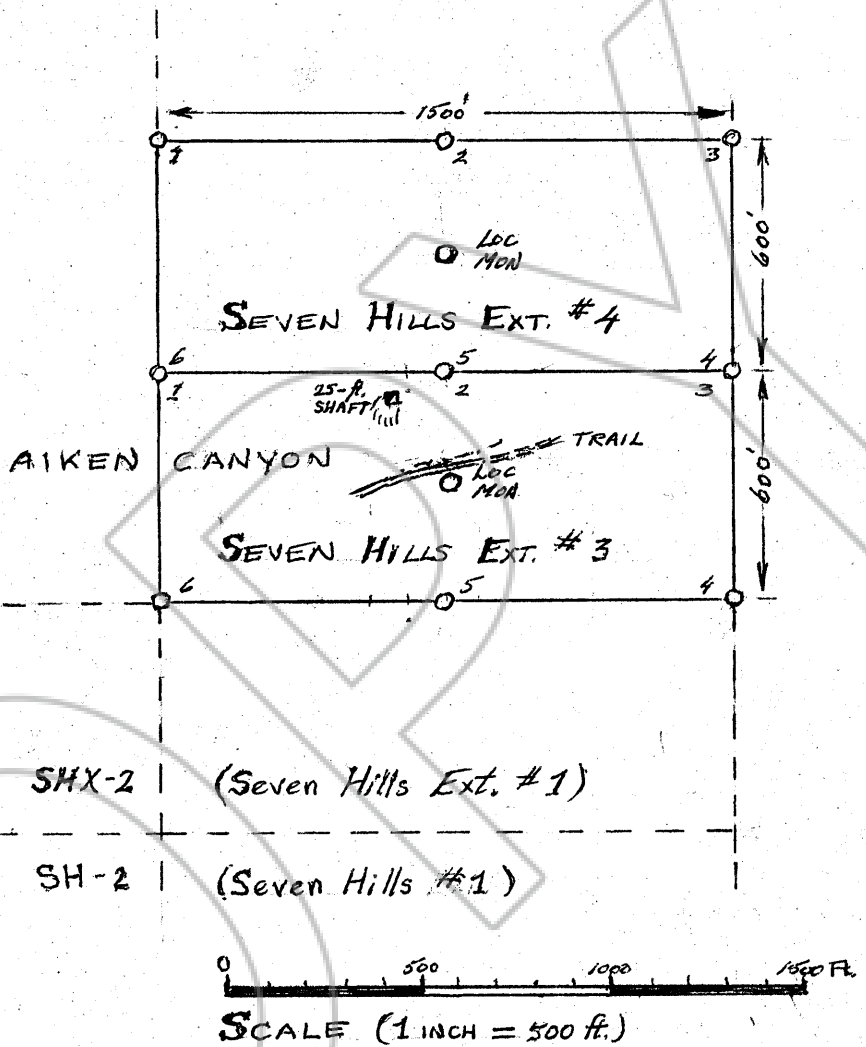 1500'
1
2
3
LOC
MON
600'
SEVEN HILLS EXT. #4
6
5
4
1
2
3
25-ft.
SHAFT
AIKEN CANYON
TRAIL
LOC
MON
600'
SEVEN HILLS EXT. #3
6
5
4
SHX-2 (Seven Hills Ext. #1)
SH-2 (Seven Hills #1)
0 500 1000 1500 Ft.
SCALE (1 INCH = 500 ft.)